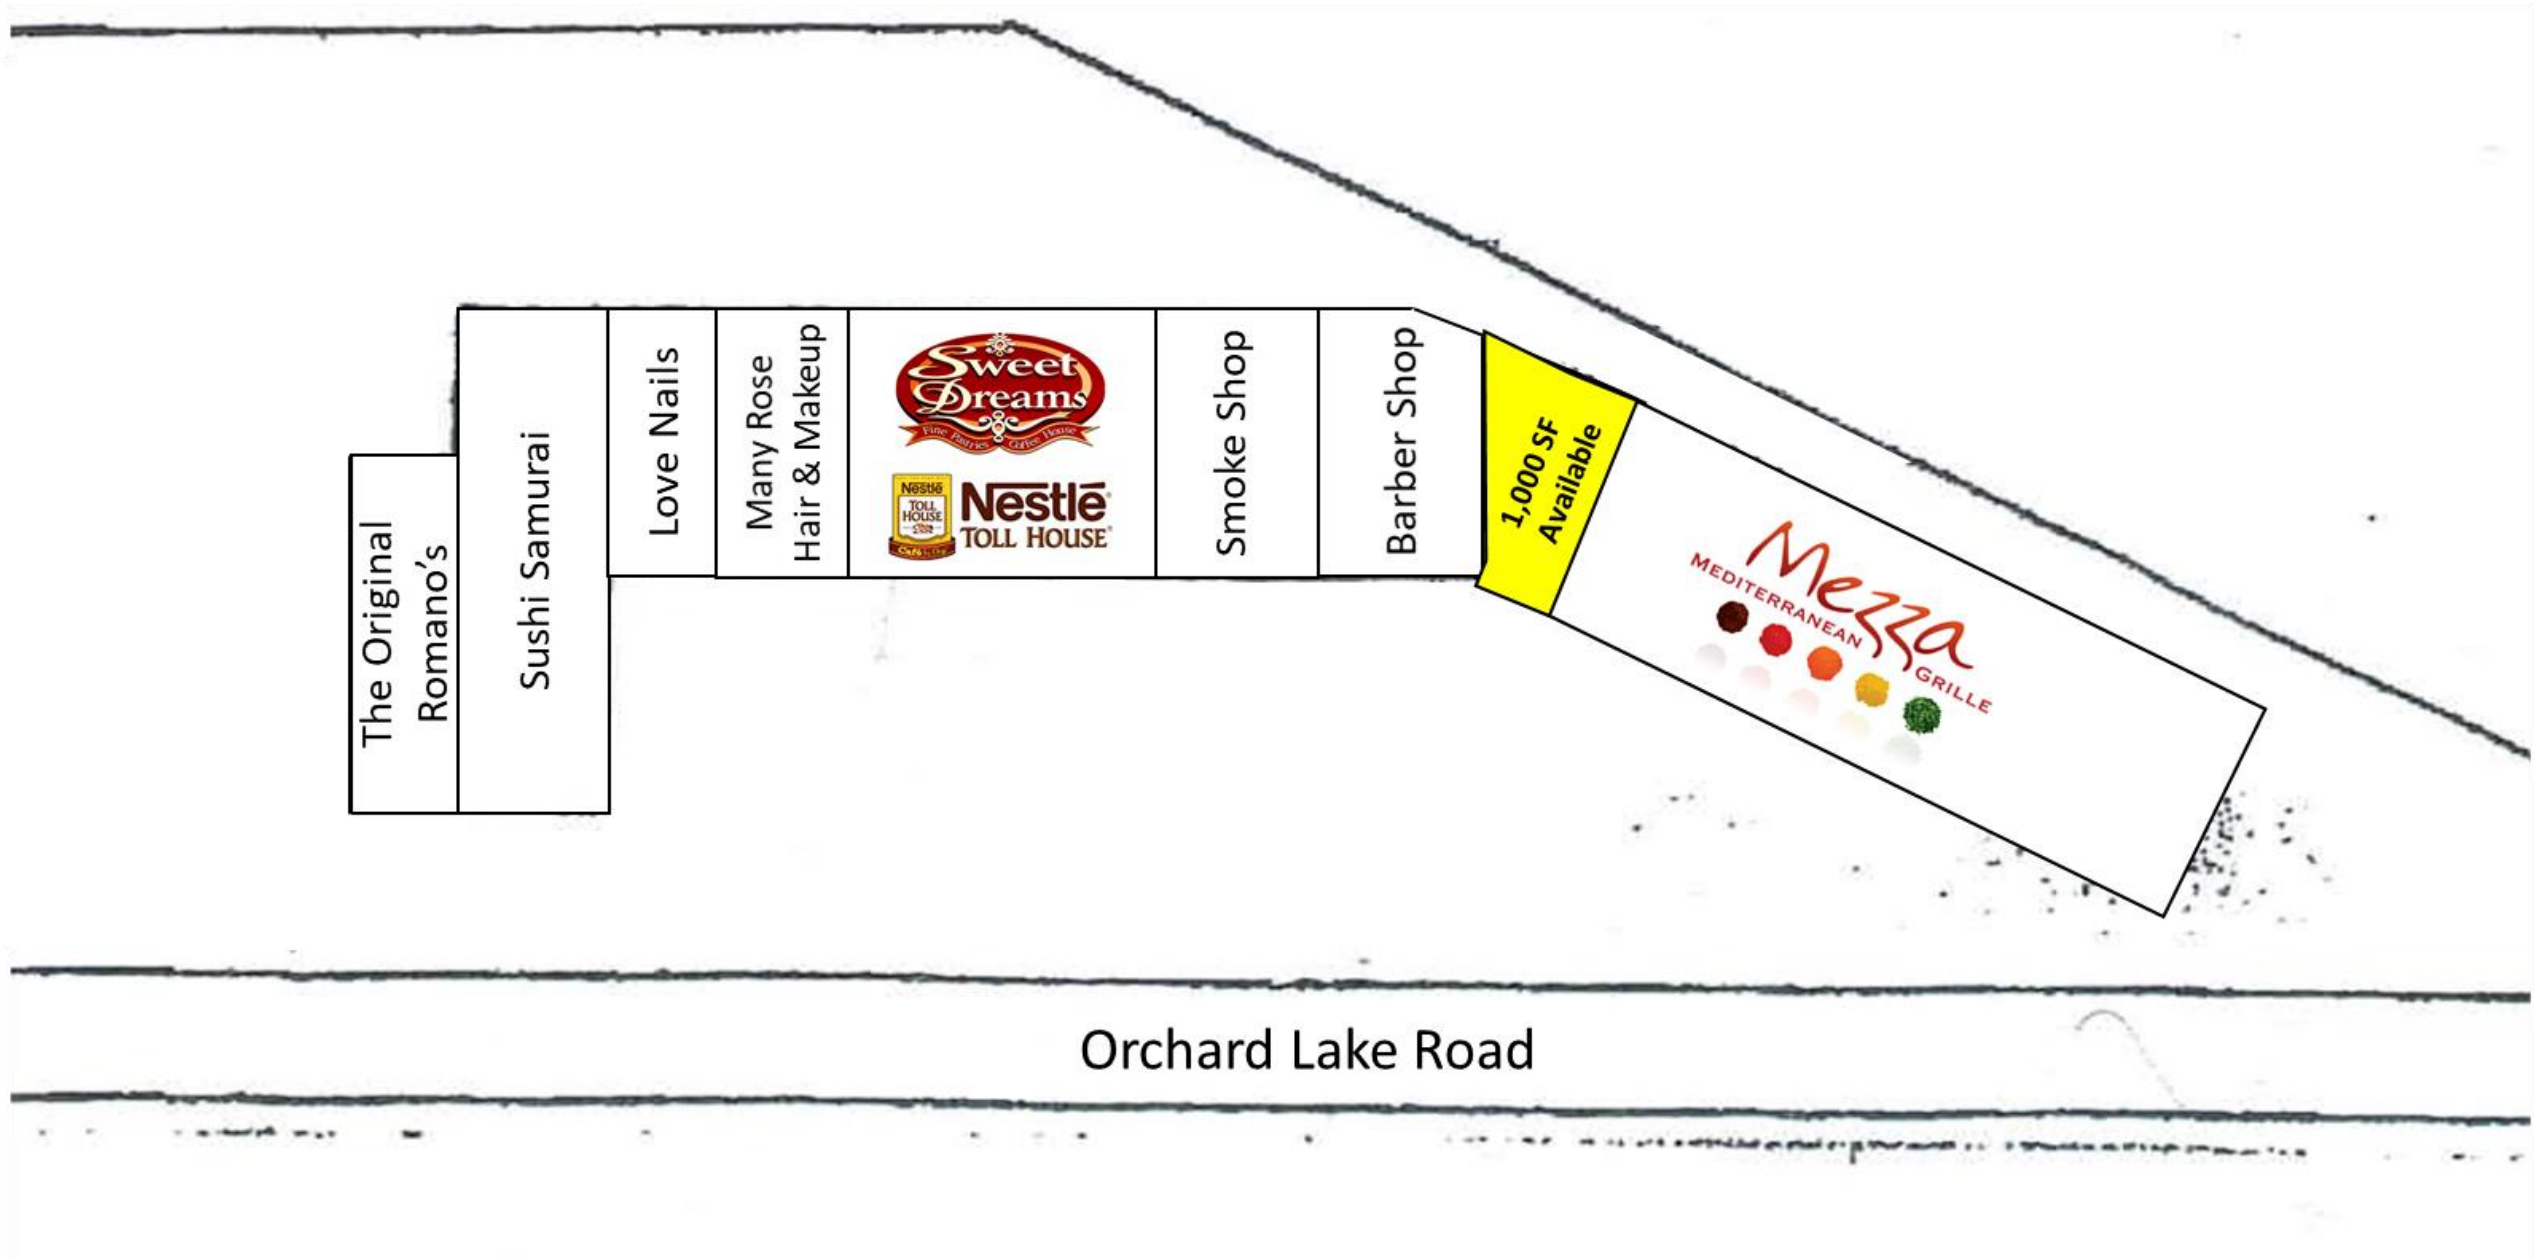 The Original
Romano's
Sushi Samurai
Love Nails
Many Rose
Hair & Makeup
Sweet
Dreams
Fine Pastries Coffee House
Nestlé
TOLL
HOUSE
Café
Nestlé
TOLL HOUSE
Smoke Shop
Barber Shop
1,000 SF
Available
Mezza
MEDITERRANEAN GRILLE
Orchard Lake Road